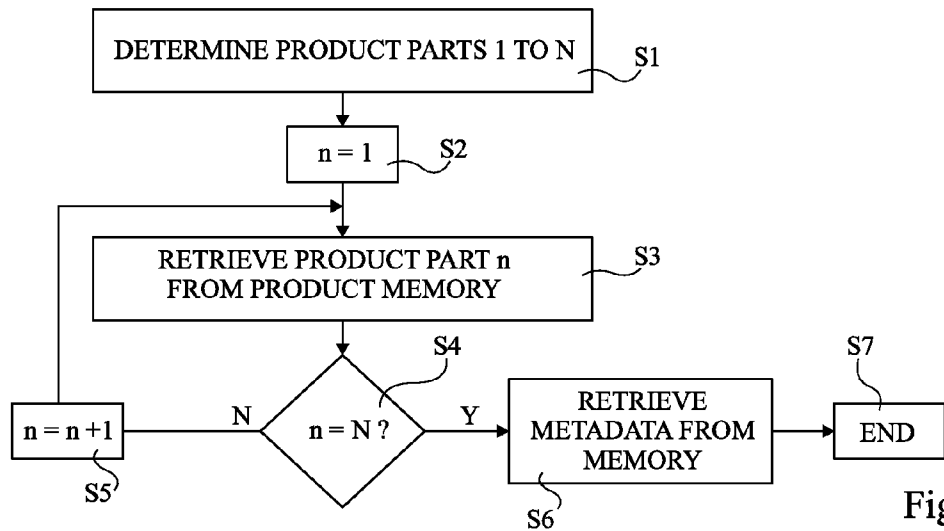 DETERMINE PRODUCT PARTS 1 TO N
S1
n = 1
S2
RETRIEVE PRODUCT PART n
FROM PRODUCT MEMORY
S3
S4
n = N ?
N
Y
n = n +1
S5
RETRIEVE
METADATA FROM
MEMORY
S6
S7
END
Fig